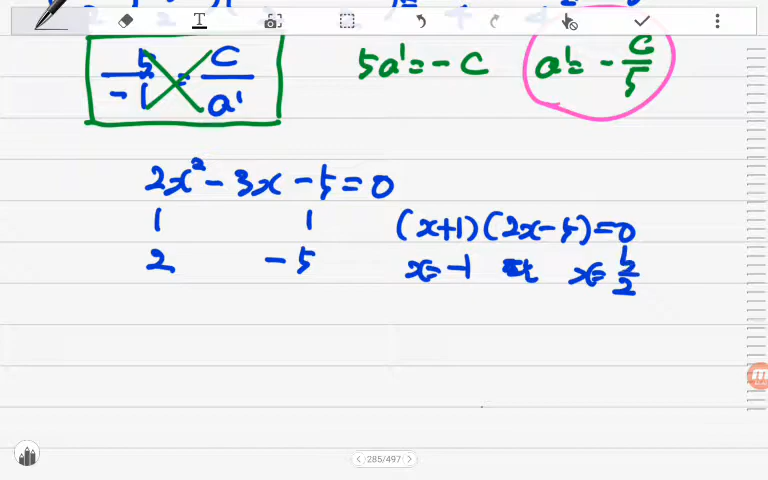 5/-1 = c/a' 5a' = -c a' = -c/5
2x² - 3x - 5 = 0
1 1 (x+1)(2x-5)=0
2 -5 x=-1 x=5/2
285/497